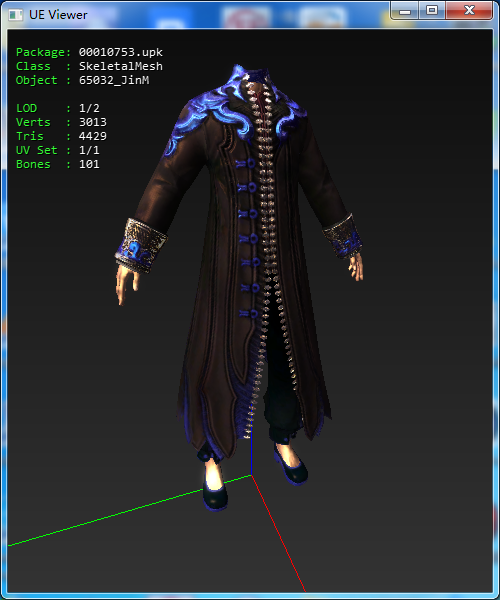 UE Viewer
Package: 00010753.upk
Class : SkeletalMesh
Object : 65032_JinM
LOD : 1/2
Verts : 3013
Tris : 4429
UV Set : 1/1
Bones : 101